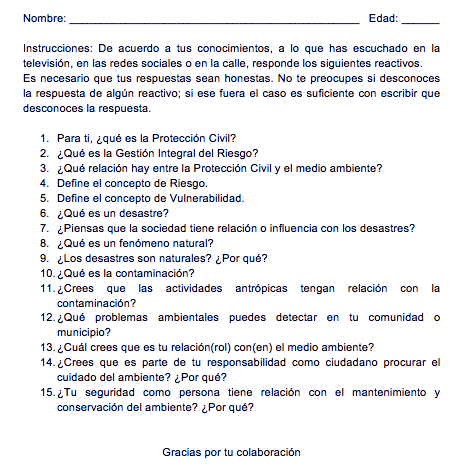 Nombre: ____________________________________________ Edad: ______
Instrucciones: De acuerdo a tus conocimientos, a lo que has escuchado en la
televisión, en las redes sociales o en la calle, responde los siguientes reactivos.
Es necesario que tus respuestas sean honestas. No te preocupes si desconoces
la respuesta de algún reactivo; si ese fuera el caso es suficiente con escribir que
desconoces la respuesta.
1. Para ti, ¿qué es la Protección Civil?
2. ¿Qué es la Gestión Integral del Riesgo?
3. ¿Qué relación hay entre la Protección Civil y el medio ambiente?
4. Define el concepto de Riesgo.
5. Define el concepto de Vulnerabilidad.
6. ¿Qué es un desastre?
7. ¿Piensas que la sociedad tiene relación o influencia con los desastres?
8. ¿Qué es un fenómeno natural?
9. ¿Los desastres son naturales? ¿Por qué?
10. ¿Qué es la contaminación?
11. ¿Crees que las actividades antrópicas tengan relación con la
contaminación?
12. ¿Qué problemas ambientales puedes detectar en tu comunidad o
municipio?
13. ¿Cuál crees que es tu relación(rol) con(en) el medio ambiente?
14. ¿Crees que es parte de tu responsabilidad como ciudadano procurar el
cuidado del ambiente? ¿Por qué?
15. ¿Tu seguridad como persona tiene relación con el mantenimiento y
conservación del ambiente? ¿Por qué?
Gracias por tu colaboración